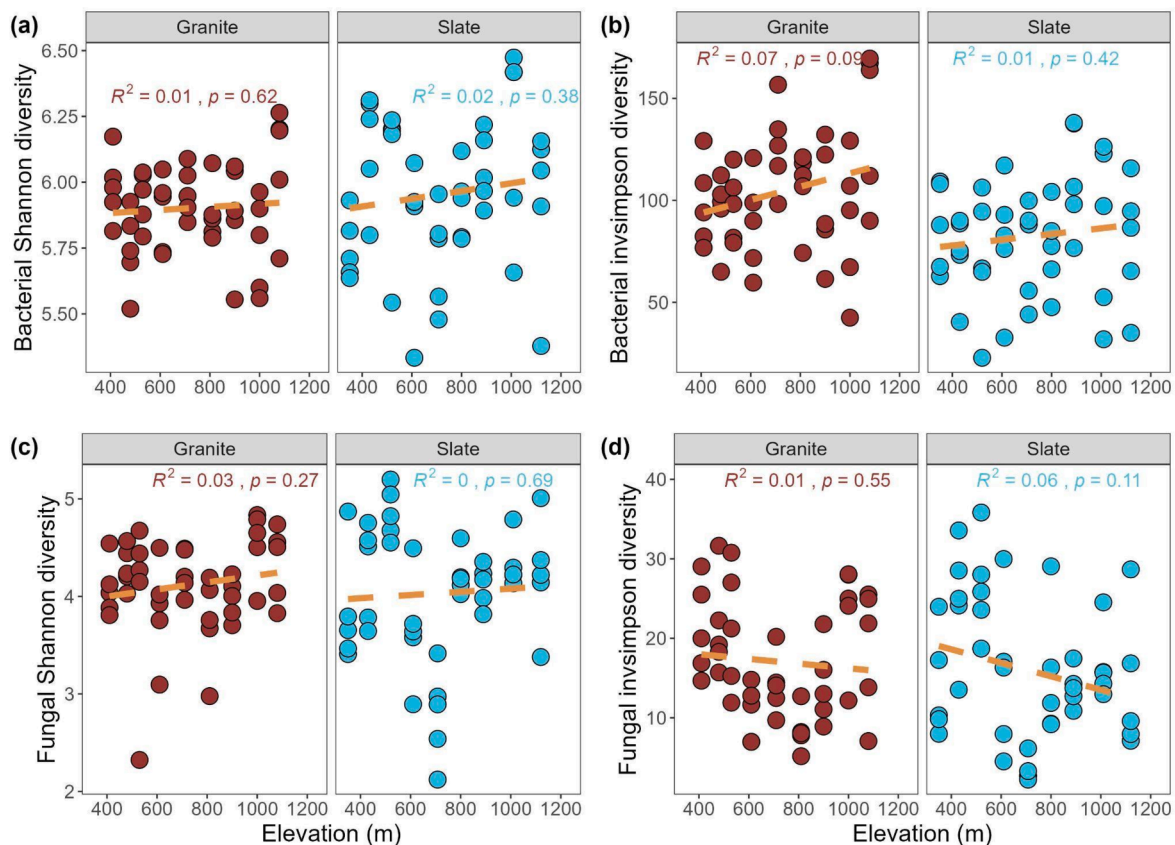 (a)
Granite
Slate
Bacterial Shannon diversity
6.50
6.25
6.00
5.75
5.50
R² = 0.01 , p = 0.62
R² = 0.02 , p = 0.38
400 600 800 1000 1200
400 600 800 1000 1200
(b)
Granite
Slate
Bacterial invsimpson diversity
150
100
50
R² = 0.07 , p = 0.09
R² = 0.01 , p = 0.42
400 600 800 1000 1200
400 600 800 1000 1200
(c)
Granite
Slate
Fungal Shannon diversity
5
4
3
2
R² = 0.03 , p = 0.27
R² = 0 , p = 0.69
400 600 800 1000 1200
400 600 800 1000 1200
Elevation (m)
(d)
Granite
Slate
Fungal invsimpson diversity
40
30
20
10
R² = 0.01 , p = 0.55
R² = 0.06 , p = 0.11
400 600 800 1000 1200
400 600 800 1000 1200
Elevation (m)